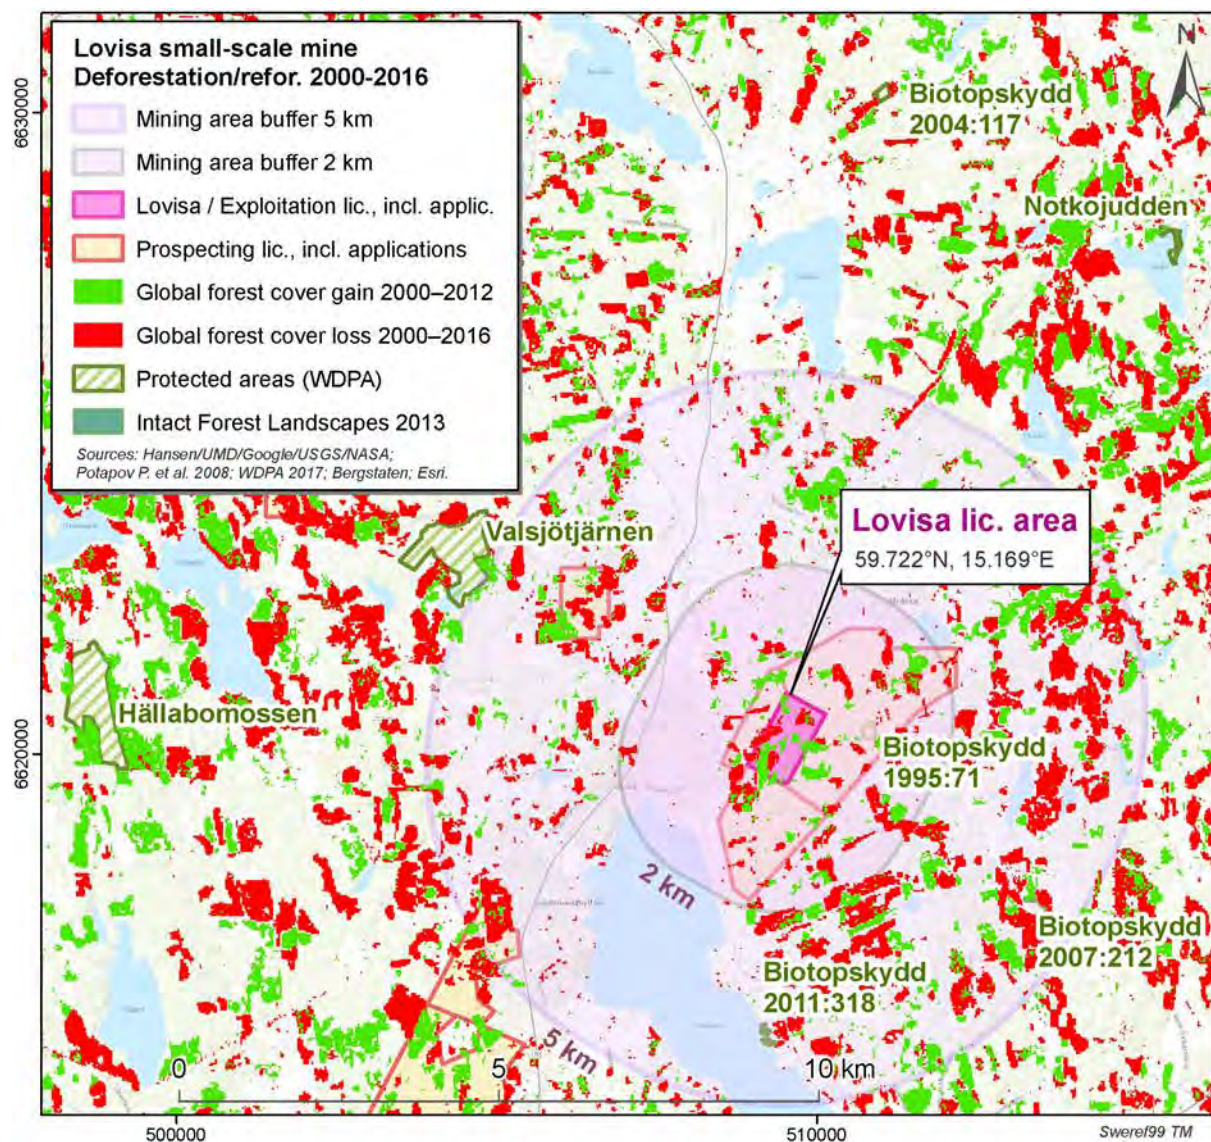 Lovisa small-scale mine
Deforestation/refor. 2000-2016
Mining area buffer 5 km
Mining area buffer 2 km
Lovisa / Exploitation lic., incl. applic.
Prospecting lic., incl. applications
Global forest cover gain 2000–2012
Global forest cover loss 2000–2016
Protected areas (WDPA)
Intact Forest Landscapes 2013
Sources: Hansen/UMD/Google/USGS/NASA;
Potapov P. et al. 2008; WDPA 2017; Bergstaten; Esri.
N
6630000
Biotopskydd
2004:117
Notkojudden
Lovisa lic. area
59.722°N, 15.169°E
Valsjötjärnen
Hällabomossen
6620000
Biotopskydd
1995:71
2 km
Biotopskydd
2007:212
Biotopskydd
2011:318
5 km
0
5
10 km
500000
510000
Sweref99 TM